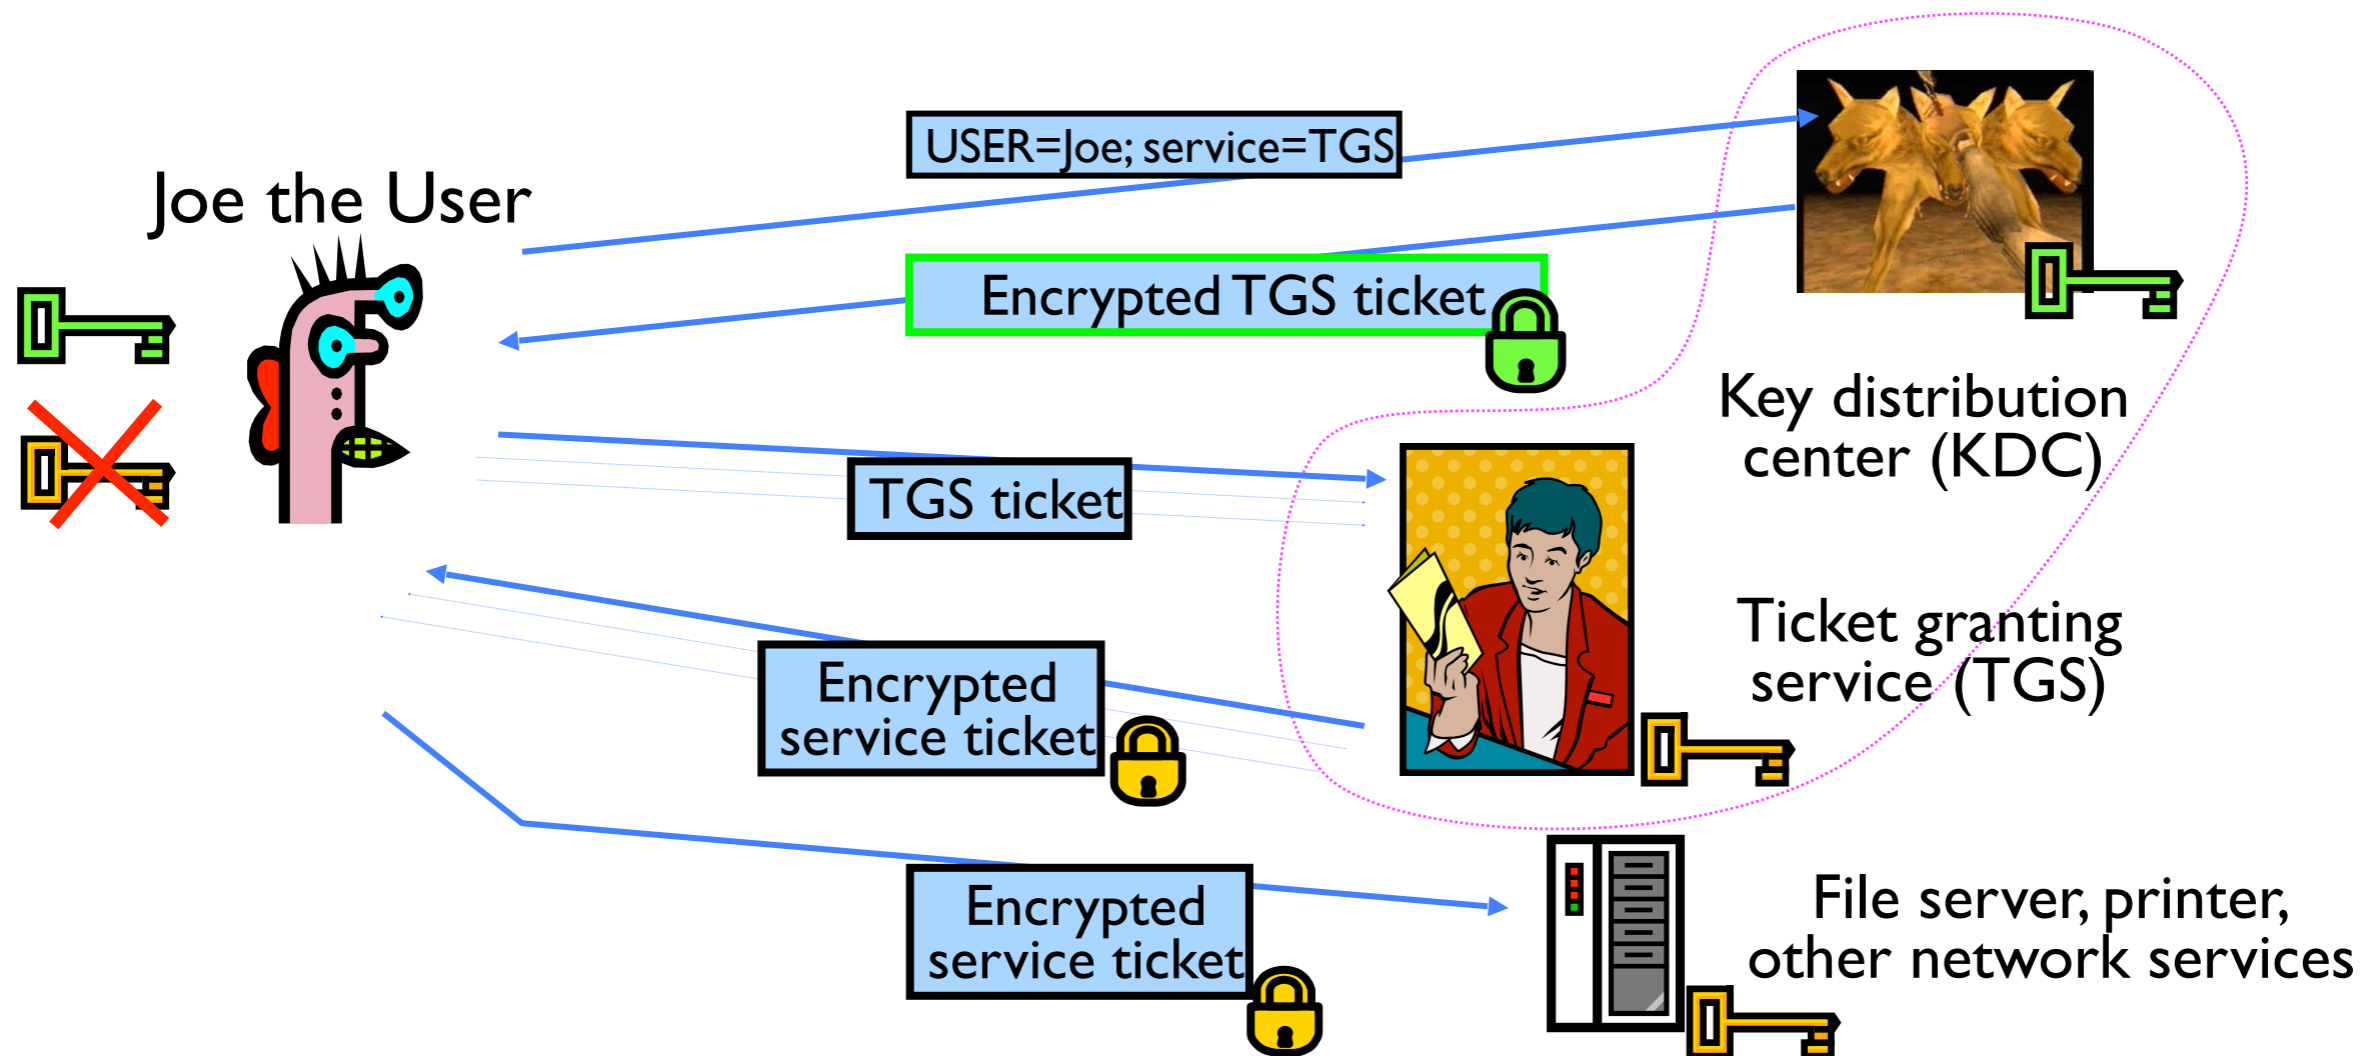 USER=Joe; service=TGS
Joe the User
Encrypted TGS ticket
Key distribution
center (KDC)
TGS ticket
Ticket granting
service (TGS)
Encrypted
service ticket
Encrypted
service ticket
File server, printer,
other network services